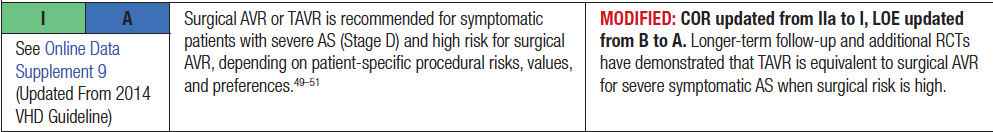 I
A
See Online Data
Supplement 9
(Updated From 2014
VHD Guideline)
Surgical AVR or TAVR is recommended for symptomatic
patients with severe AS (Stage D) and high risk for surgical
AVR, depending on patient-specific procedural risks, values,
and preferences.49–51
MODIFIED: COR updated from IIa to I, LOE updated
from B to A. Longer-term follow-up and additional RCTs
have demonstrated that TAVR is equivalent to surgical AVR
for severe symptomatic AS when surgical risk is high.